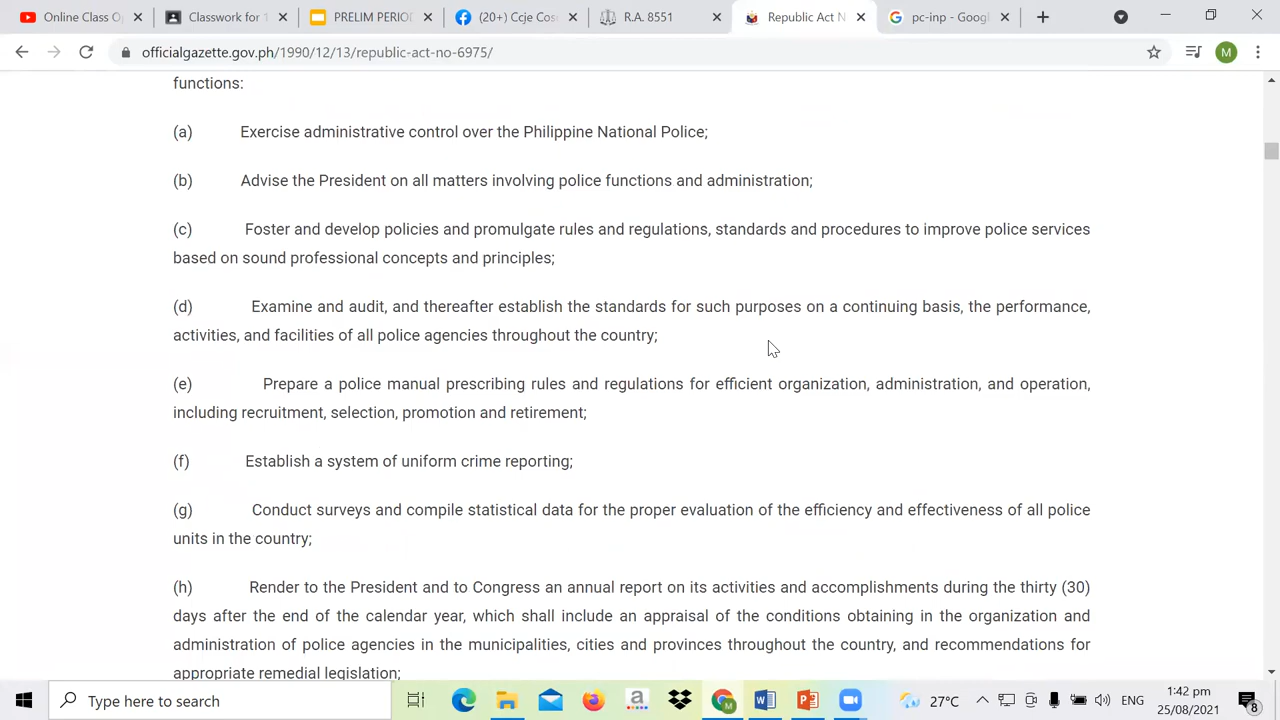 Online Class O
Classwork for 1
PRELIM PERIO
(20+) Ccje Cos
R.A. 8551
Republic Act N
pc-inp - Googl
officialgazette.gov.ph/1990/12/13/republic-act-no-6975/
M
functions:
(a) Exercise administrative control over the Philippine National Police;
(b) Advise the President on all matters involving police functions and administration;
(c) Foster and develop policies and promulgate rules and regulations, standards and procedures to improve police services
based on sound professional concepts and principles;
(d) Examine and audit, and thereafter establish the standards for such purposes on a continuing basis, the performance,
activities, and facilities of all police agencies throughout the country;
(e) Prepare a police manual prescribing rules and regulations for efficient organization, administration, and operation,
including recruitment, selection, promotion and retirement;
(f) Establish a system of uniform crime reporting;
(g) Conduct surveys and compile statistical data for the proper evaluation of the efficiency and effectiveness of all police
units in the country;
(h) Render to the President and to Congress an annual report on its activities and accomplishments during the thirty (30)
days after the end of the calendar year, which shall include an appraisal of the conditions obtaining in the organization and
administration of police agencies in the municipalities, cities and provinces throughout the country, and recommendations for
appropriate remedial legislation;
Type here to search
27°C
ENG
1:42 pm
25/08/2021
8